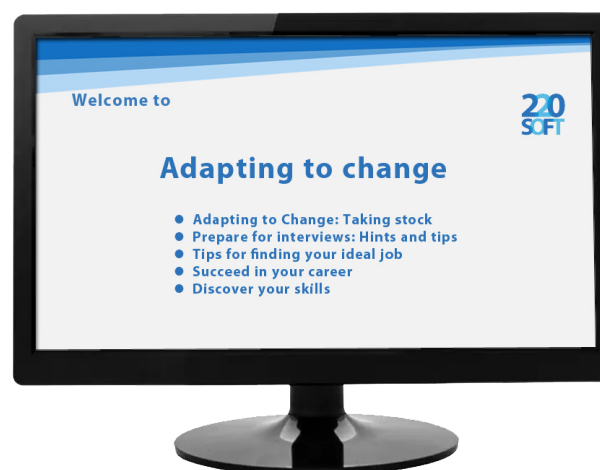 Welcome to
220
SOFT
Adapting to change
Adapting to Change: Taking stock
Prepare for interviews: Hints and tips
Tips for finding your ideal job
Succeed in your career
Discover your skills